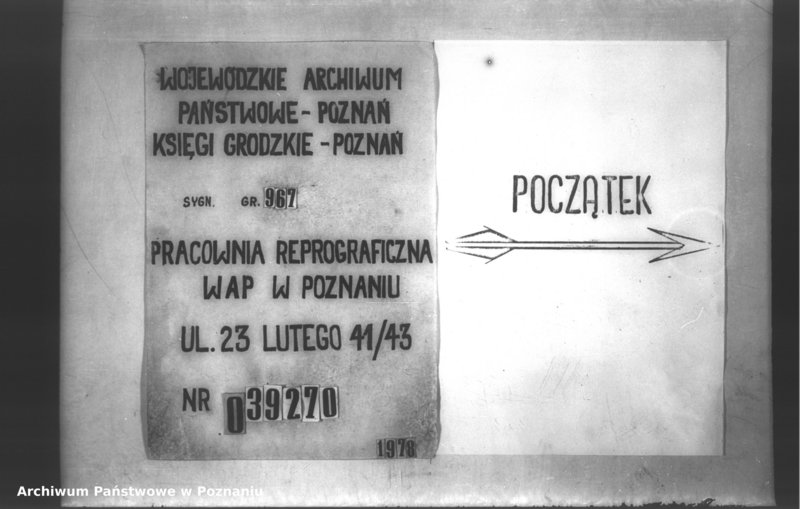 WOJEWÓDZKIE ARCHIWUM
PAŃSTWOWE - POZNAŃ
KSIĘGI GRODZKIE - POZNAŃ
SYGN. GR. 967
PRACOWNIA REPROGRAFICZNA
WAP W POZNANIU
UL. 23 LUTEGO 41/43
NR 039270
1978
POCZĄTEK
Archiwum Państwowe w Poznaniu